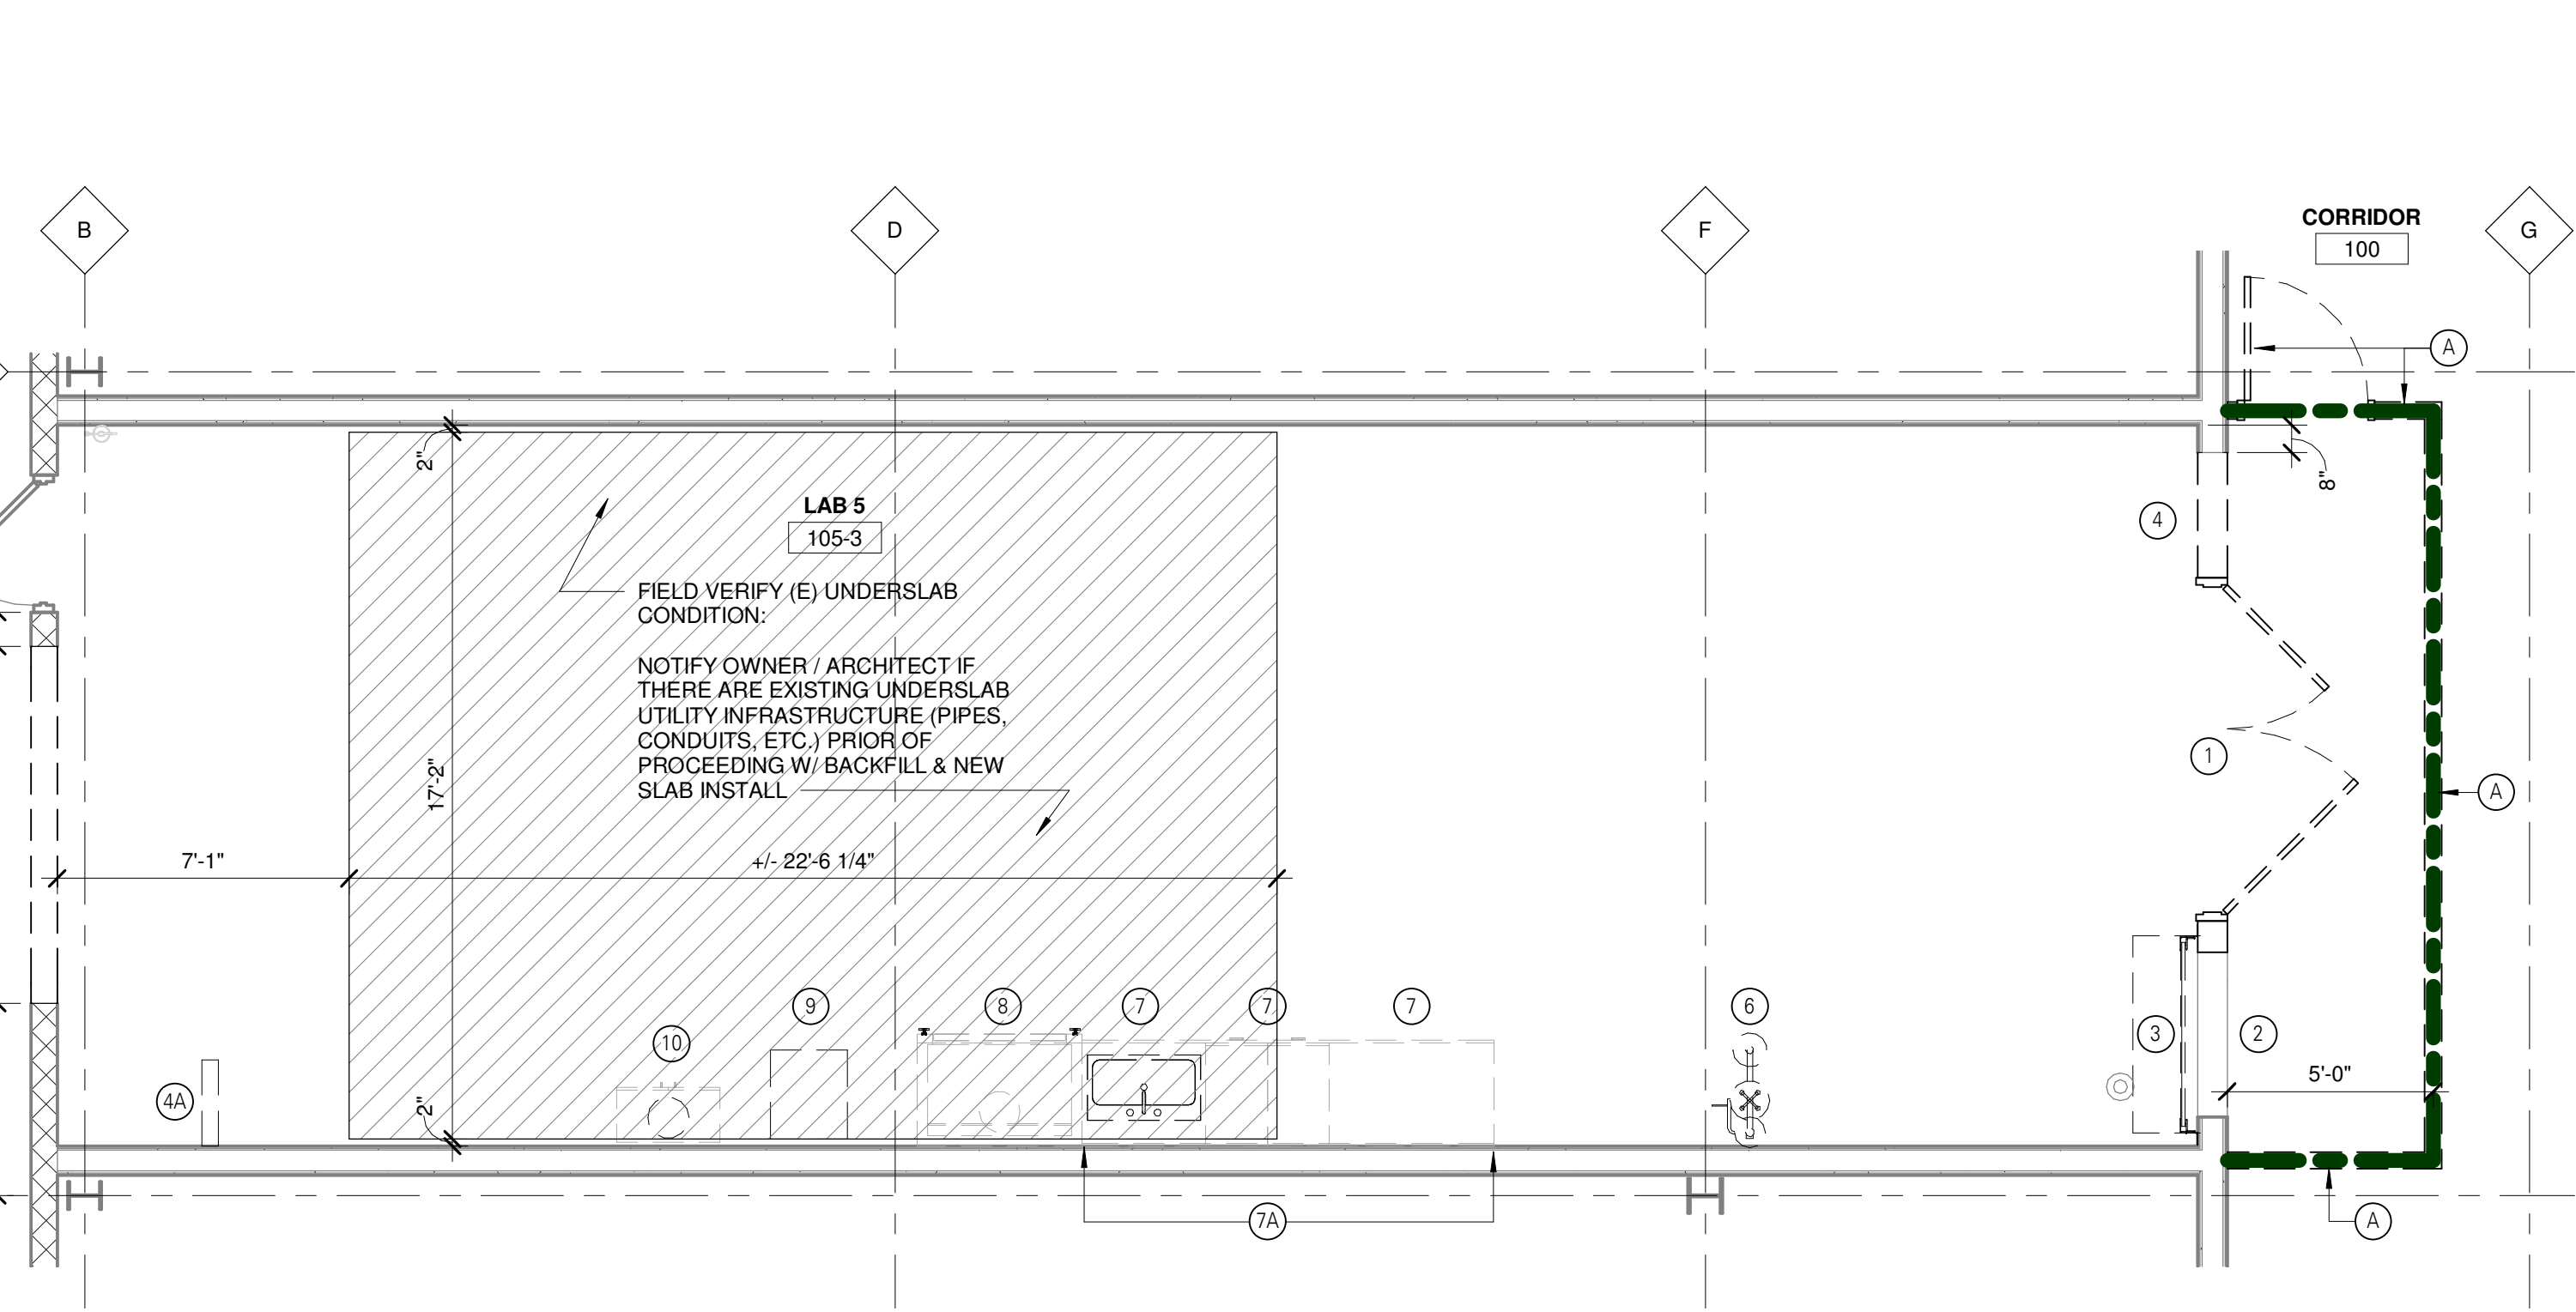 B
D
F
G
CORRIDOR
100
A
2"
8"
LAB 5
105-3
4
FIELD VERIFY (E) UNDERSLAB
CONDITION:
NOTIFY OWNER / ARCHITECT IF
THERE ARE EXISTING UNDERSLAB
UTILITY INFRASTRUCTURE (PIPES,
CONDUITS, ETC.) PRIOR OF
PROCEEDING W/ BACKFILL & NEW
SLAB INSTALL
17'-2"
1
A
7'-1"
+/- 22'-6 1/4"
10
9
8
7
7
7
6
3
2
5'-0"
4A
2"
7A
A